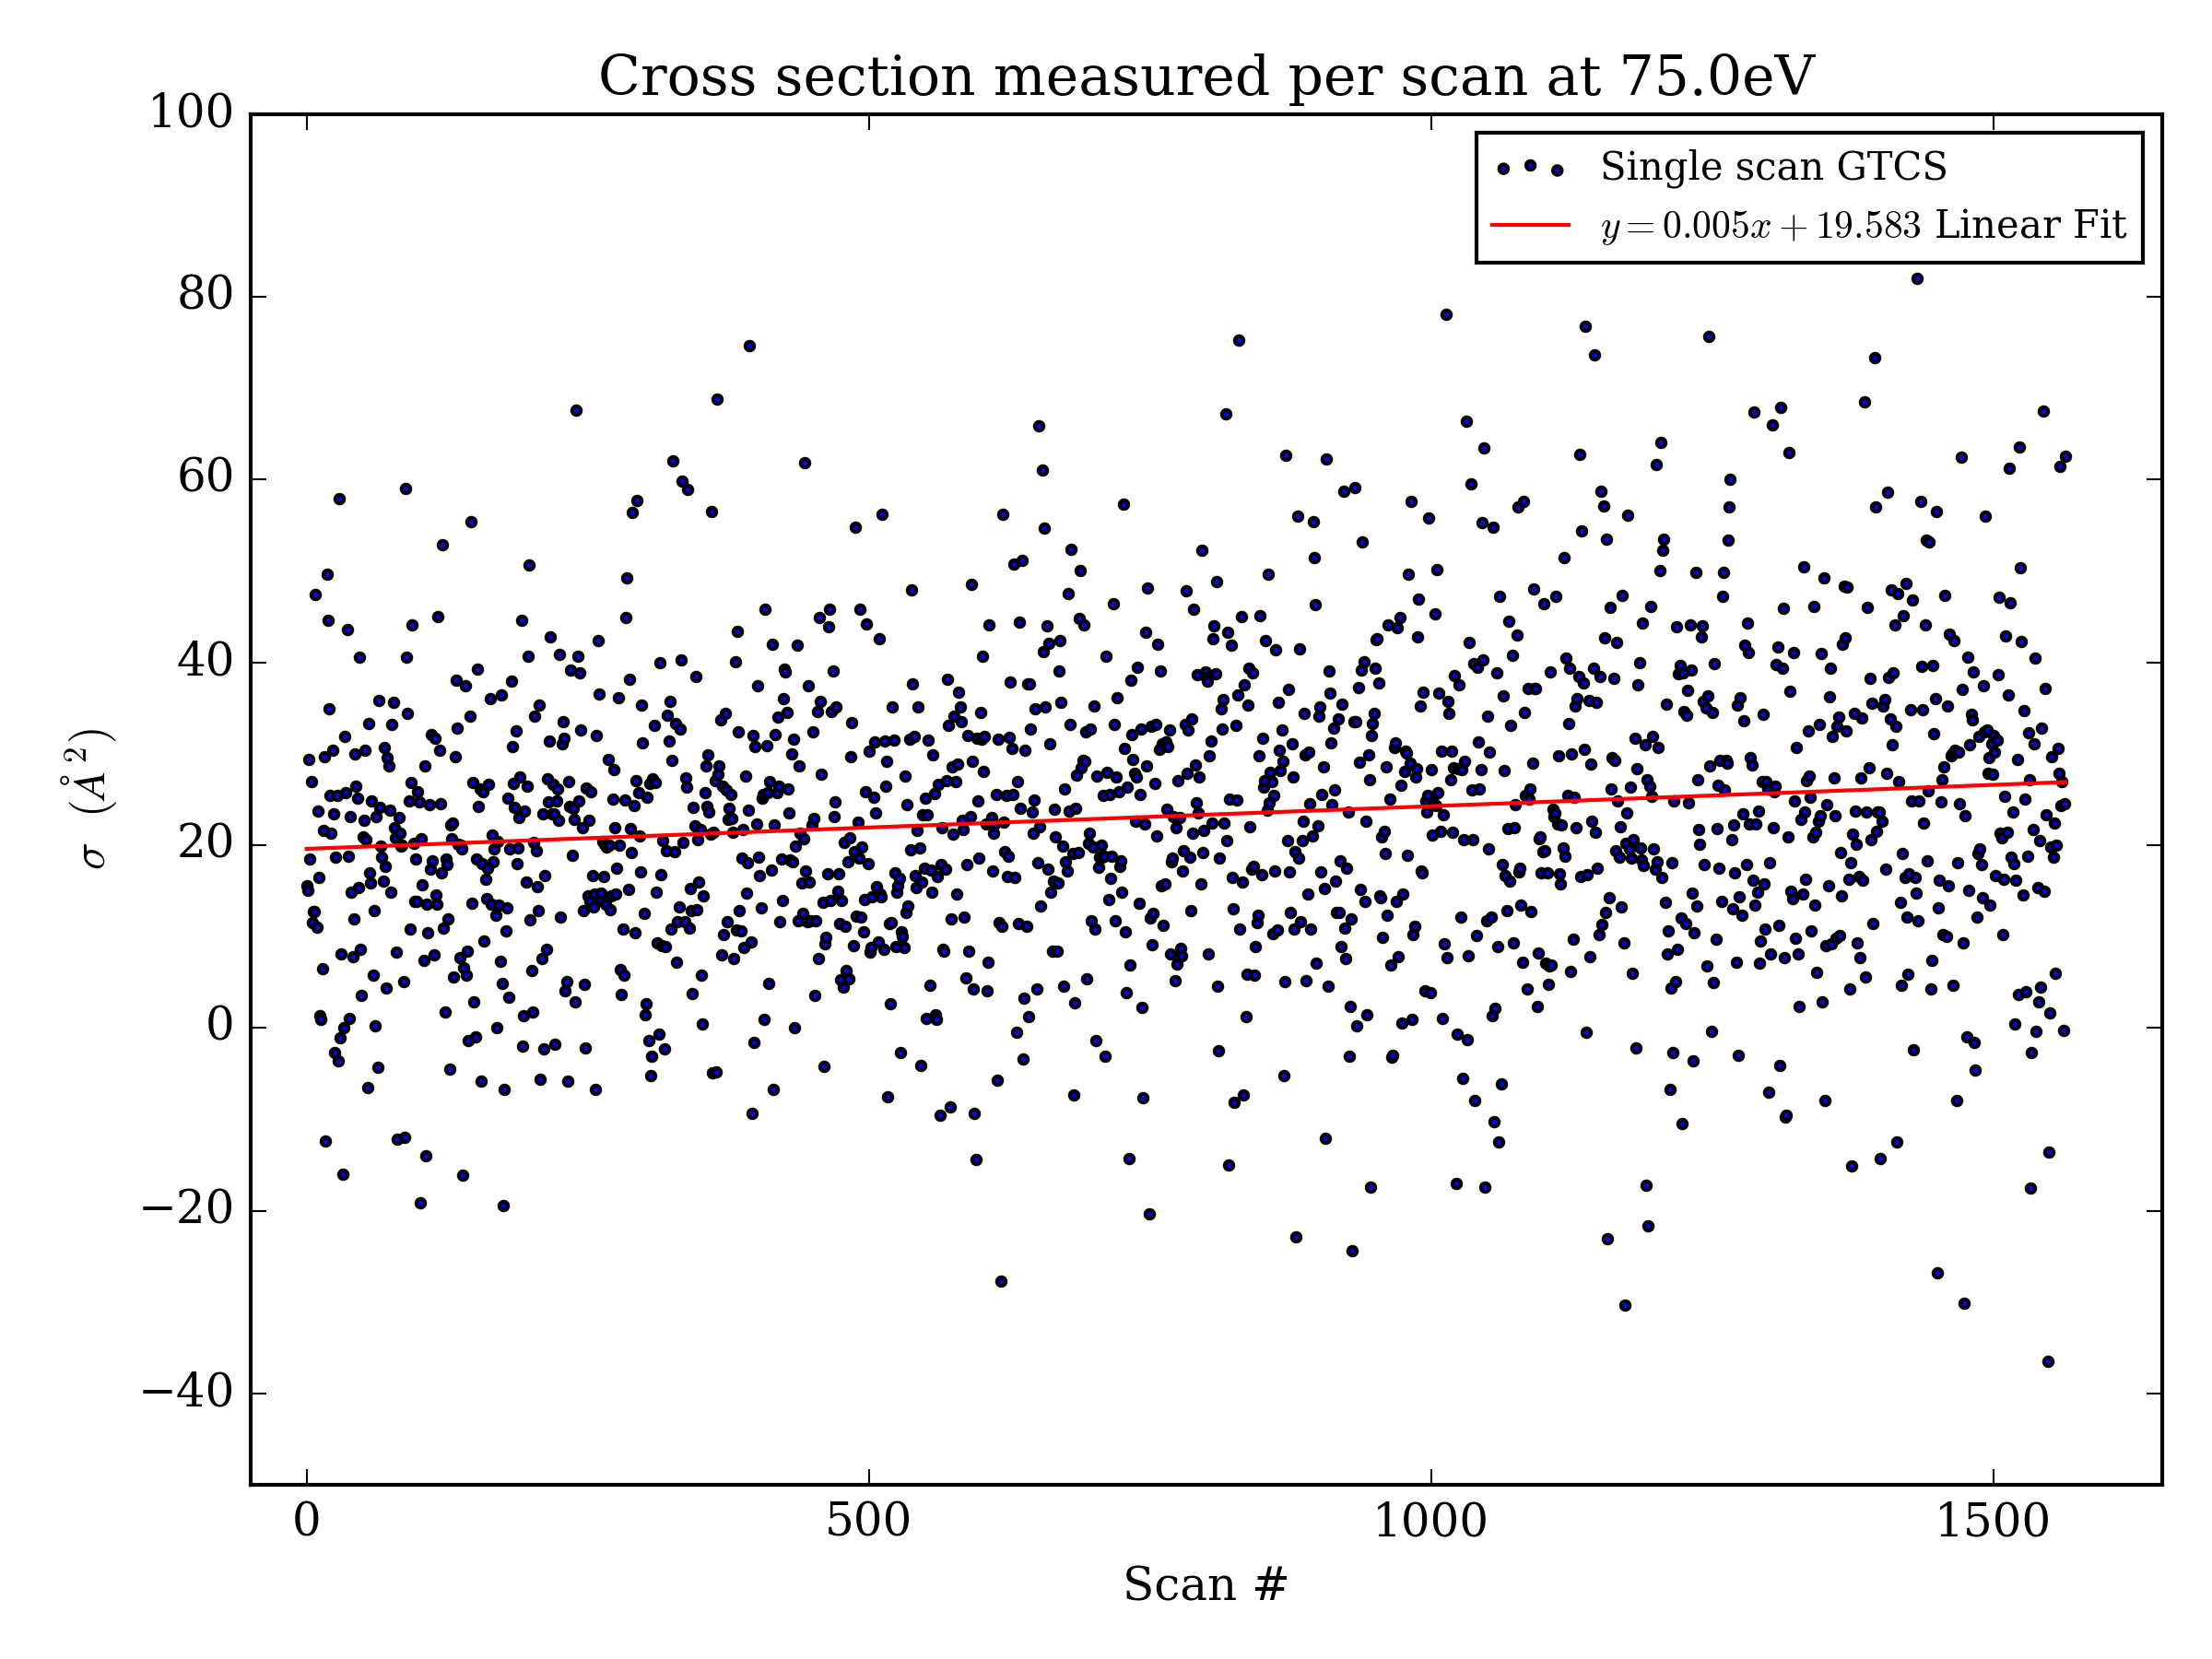 Cross section measured per scan at 75.0eV
100
80
60
40
20
0
−20
−40
σ (Å²)
Single scan GTCS
y = 0.005x + 19.583 Linear Fit
0 500 1000 1500
Scan #